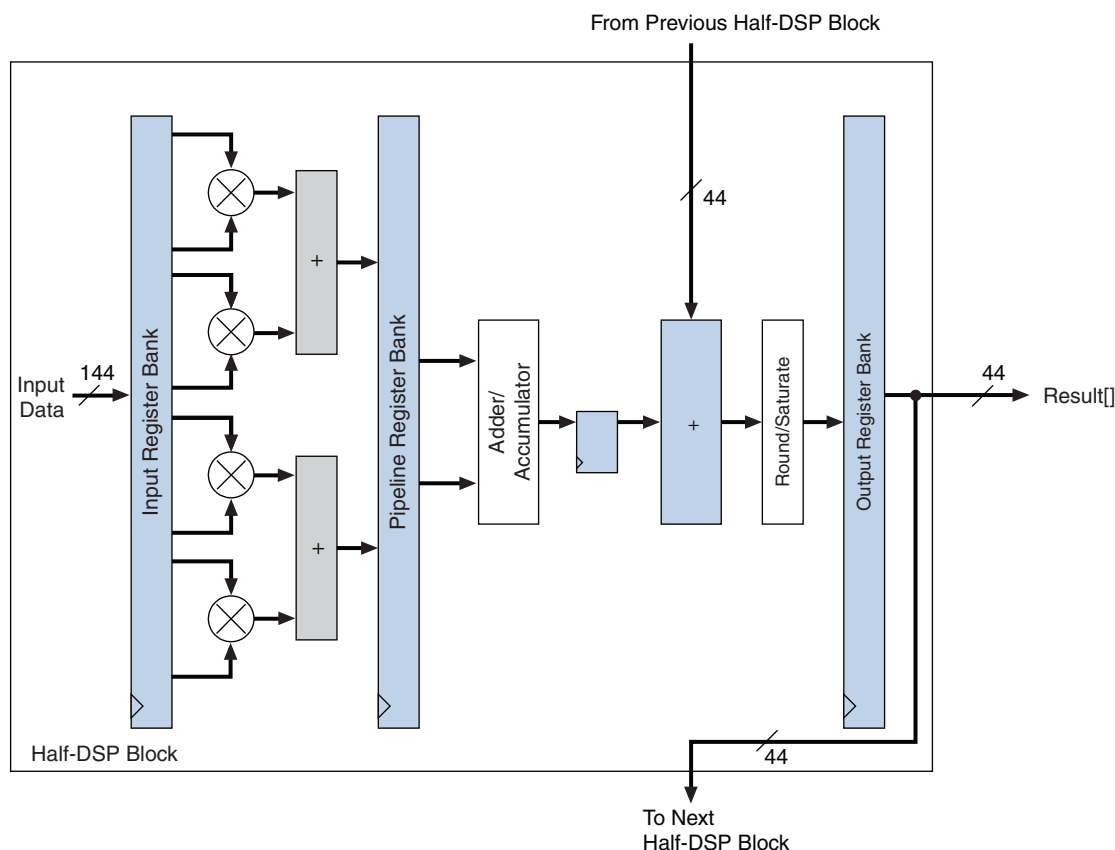 From Previous Half-DSP Block
44
Input Register Bank
+
+
Pipeline Register Bank
Input
Data
144
Adder/
Accumulator
+
Round/Saturate
Output Register Bank
44
Result[]
Half-DSP Block
44
To Next
Half-DSP Block